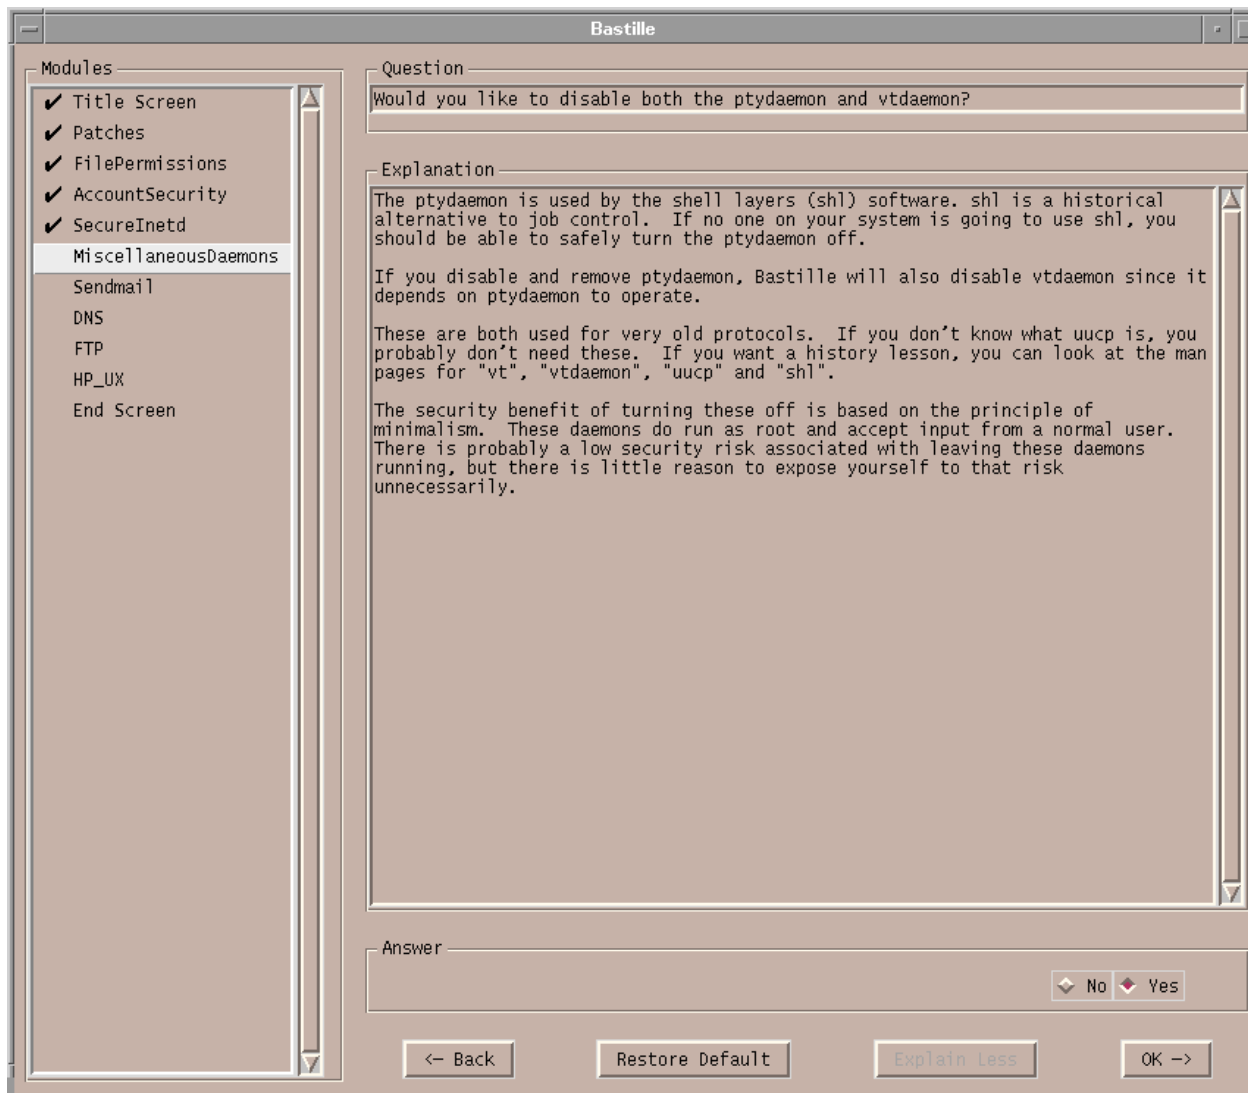 Bastille
Modules
✔ Title Screen
✔ Patches
✔ FilePermissions
✔ AccountSecurity
✔ SecureInetd
MiscellaneousDaemons
Sendmail
DNS
FTP
HP_UX
End Screen
Question
Would you like to disable both the ptydaemon and vtdaemon?
Explanation
The ptydaemon is used by the shell layers (shl) software. shl is a historical
alternative to job control.  If no one on your system is going to use shl, you
should be able to safely turn the ptydaemon off.
If you disable and remove ptydaemon, Bastille will also disable vtdaemon since it
depends on ptydaemon to operate.
These are both used for very old protocols.  If you don't know what uucp is, you
probably don't need these.  If you want a history lesson, you can look at the man
pages for "vt", "vtdaemon", "uucp" and "shl".
The security benefit of turning these off is based on the principle of
minimalism.  These daemons do run as root and accept input from a normal user.
There is probably a low security risk associated with leaving these daemons
running, but there is little reason to expose yourself to that risk
unnecessarily.
Answer
No Yes
<- Back Restore Default Explain Less OK ->